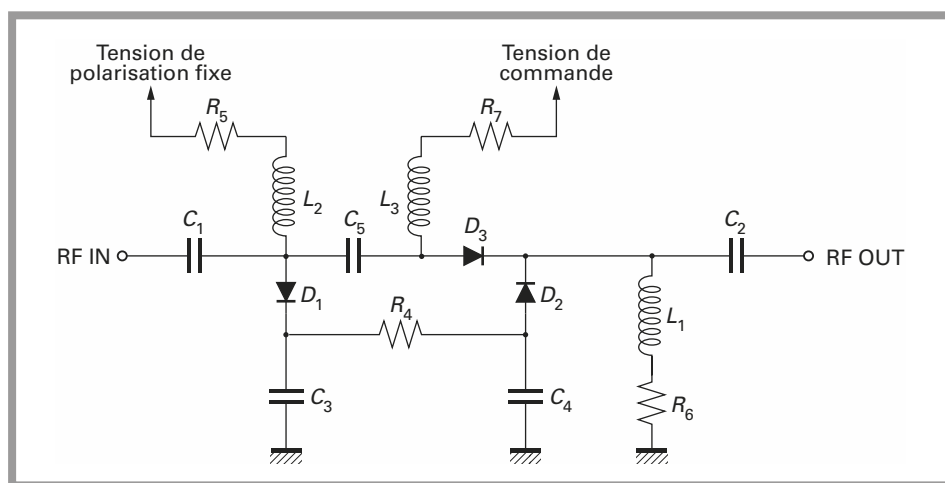 Tension de
polarisation fixe
Tension de
commande
R5
R7
L2
L3
C1
C5
D3
C2
RF IN
RF OUT
D1
R4
D2
L1
C3
C4
R6